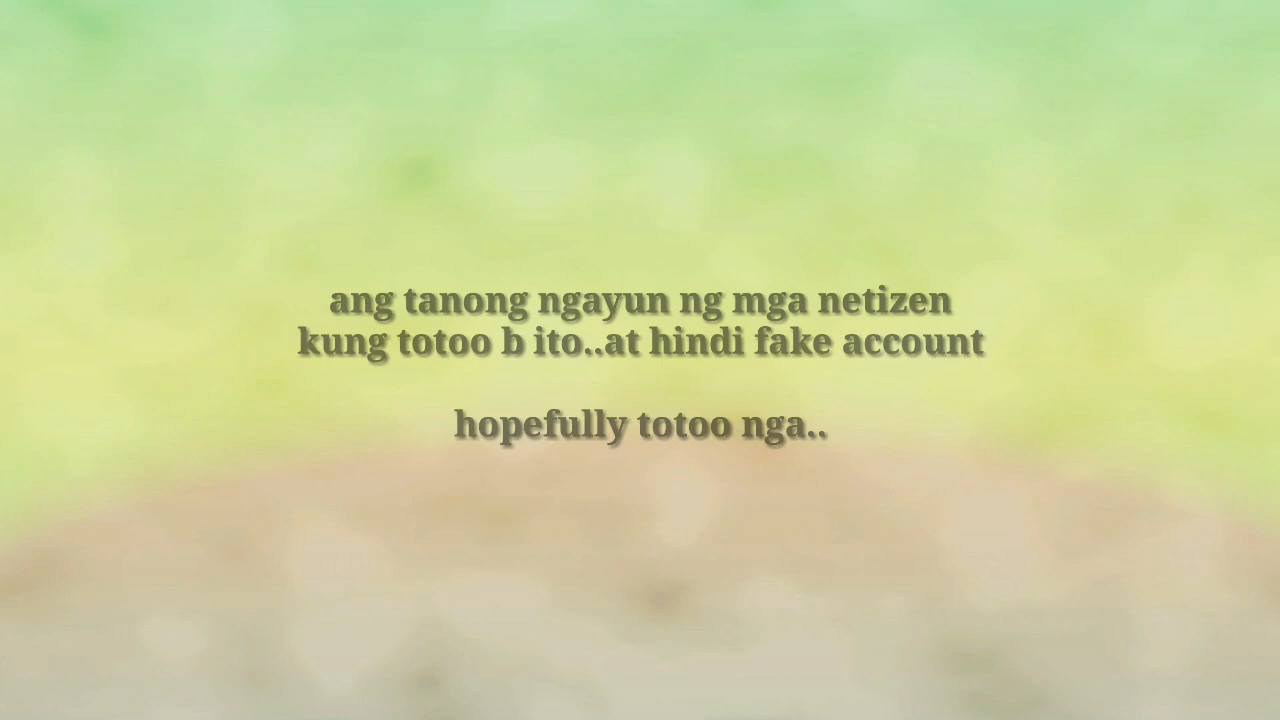 ang tanong ngayun ng mga netizen
kung totoo b ito..at hindi fake account
hopefully totoo nga..